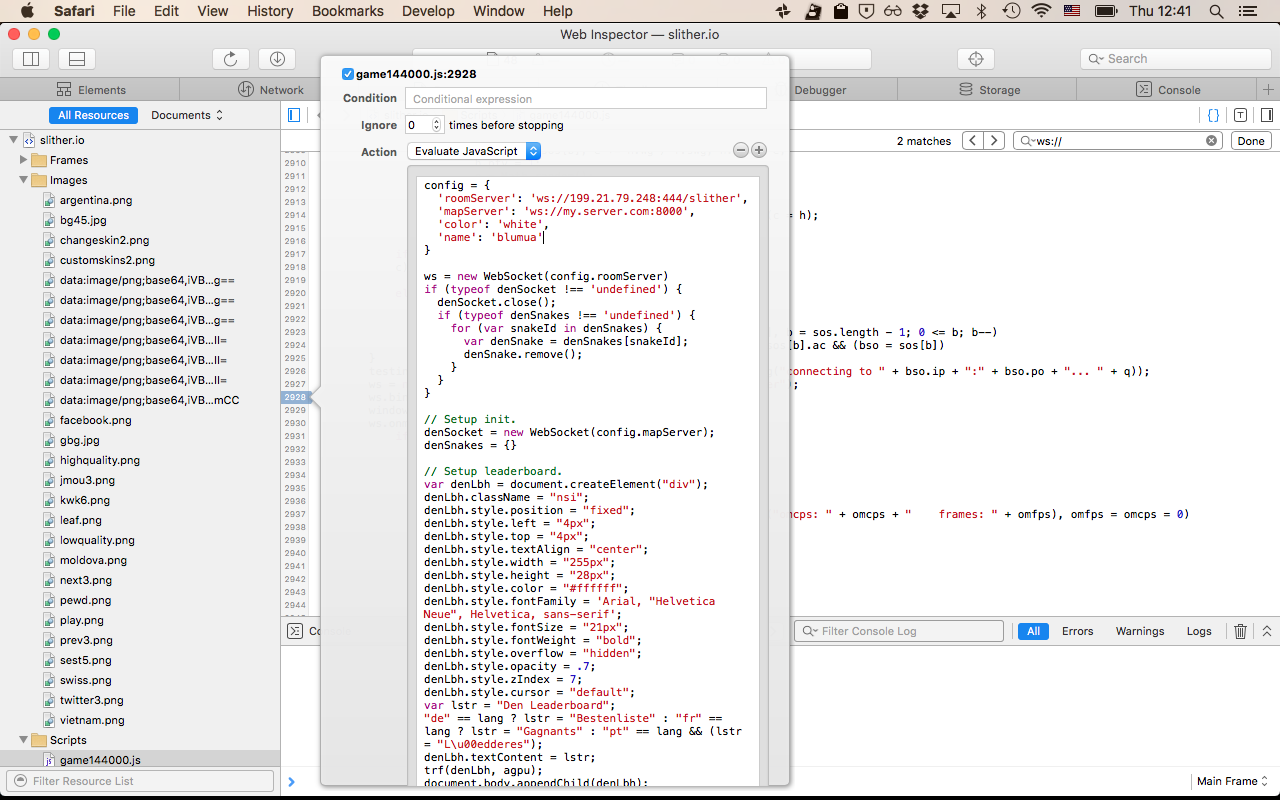 Safari File Edit View History Bookmarks Develop Window Help Thu 12:41
Web Inspector — slither.io
Search
Elements Network Debugger Storage Console
All Resources Documents
2 matches ws:// Done
slither.io
Frames
Images
argentina.png
bg45.jpg
changeskin2.png
customskins2.png
data:image/png;base64,iVB...g==
data:image/png;base64,iVB...g==
data:image/png;base64,iVB...g==
data:image/png;base64,iVB...II=
data:image/png;base64,iVB...II=
data:image/png;base64,iVB...II=
data:image/png;base64,iVB...mCC
facebook.png
gbg.jpg
highquality.png
jmou3.png
kwk6.png
leaf.png
lowquality.png
moldova.png
next3.png
pewd.png
play.png
prev3.png
sest5.png
swiss.png
twitter3.png
vietnam.png
Scripts
game144000.js
Filter Resource List
2910
2911
2912
2913
2914
2915
2916
2917
2918
2919
2920
2921
2922
2923
2924
2925
2926
2927
2928
2929
2930
2931
2932
2933
2934
2935
2936
2937
2938
2939
2940
2941
2942
2943
2944
game144000.js:2928
Condition Conditional expression
Ignore 0 times before stopping
Action Evaluate JavaScript
config = {
'roomServer': 'ws://199.21.79.248:444/slither',
'mapServer': 'ws://my.server.com:8000',
'color': 'white',
'name': 'blumua'
}
ws = new WebSocket(config.roomServer)
if (typeof denSocket !== 'undefined') {
denSocket.close();
if (typeof denSnakes !== 'undefined') {
for (var snakeId in denSnakes) {
var denSnake = denSnakes[snakeId];
denSnake.remove();
}
}
}
// Setup init.
denSocket = new WebSocket(config.mapServer);
denSnakes = {}
// Setup leaderboard.
var denLbh = document.createElement("div");
denLbh.className = "nsi";
denLbh.style.position = "fixed";
denLbh.style.left = "4px";
denLbh.style.top = "4px";
denLbh.style.textAlign = "center";
denLbh.style.width = "255px";
denLbh.style.height = "28px";
denLbh.style.color = "#ffffff";
denLbh.style.fontFamily = 'Arial, "Helvetica
Neue", Helvetica, sans-serif';
denLbh.style.fontSize = "21px";
denLbh.style.fontWeight = "bold";
denLbh.style.overflow = "hidden";
denLbh.style.opacity = .7;
denLbh.style.zIndex = 7;
denLbh.style.cursor = "default";
var lstr = "Den Leaderboard";
"de" == lang ? lstr = "Bestenliste" : "fr" ==
lang ? lstr = "Gagnants" : "pt" == lang && (lstr
= "L\u00edderes");
denLbh.textContent = lstr;
trf(denLbh, agpu);
document.body.appendChild(denLbh);
= h);
= sos.length - 1; 0 <= b; b--)
[b].ac && (bso = sos[b])
connecting to " + bso.ip + ":" + bso.po + "... " + q));
);
mcps: " + omcps + " frames: " + omfps), omfps = omcps = 0)
Filter Console Log All Errors Warnings Logs
Main Frame